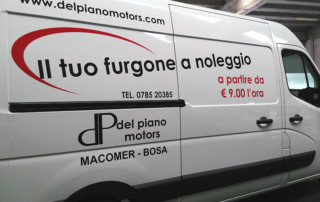 www.delpianomotors.com
Il tuo furgone a noleggio
a partire da
€ 9.00 l'ora
TEL. 0785 20385
dP del piano
motors
MACOMER - BOSA